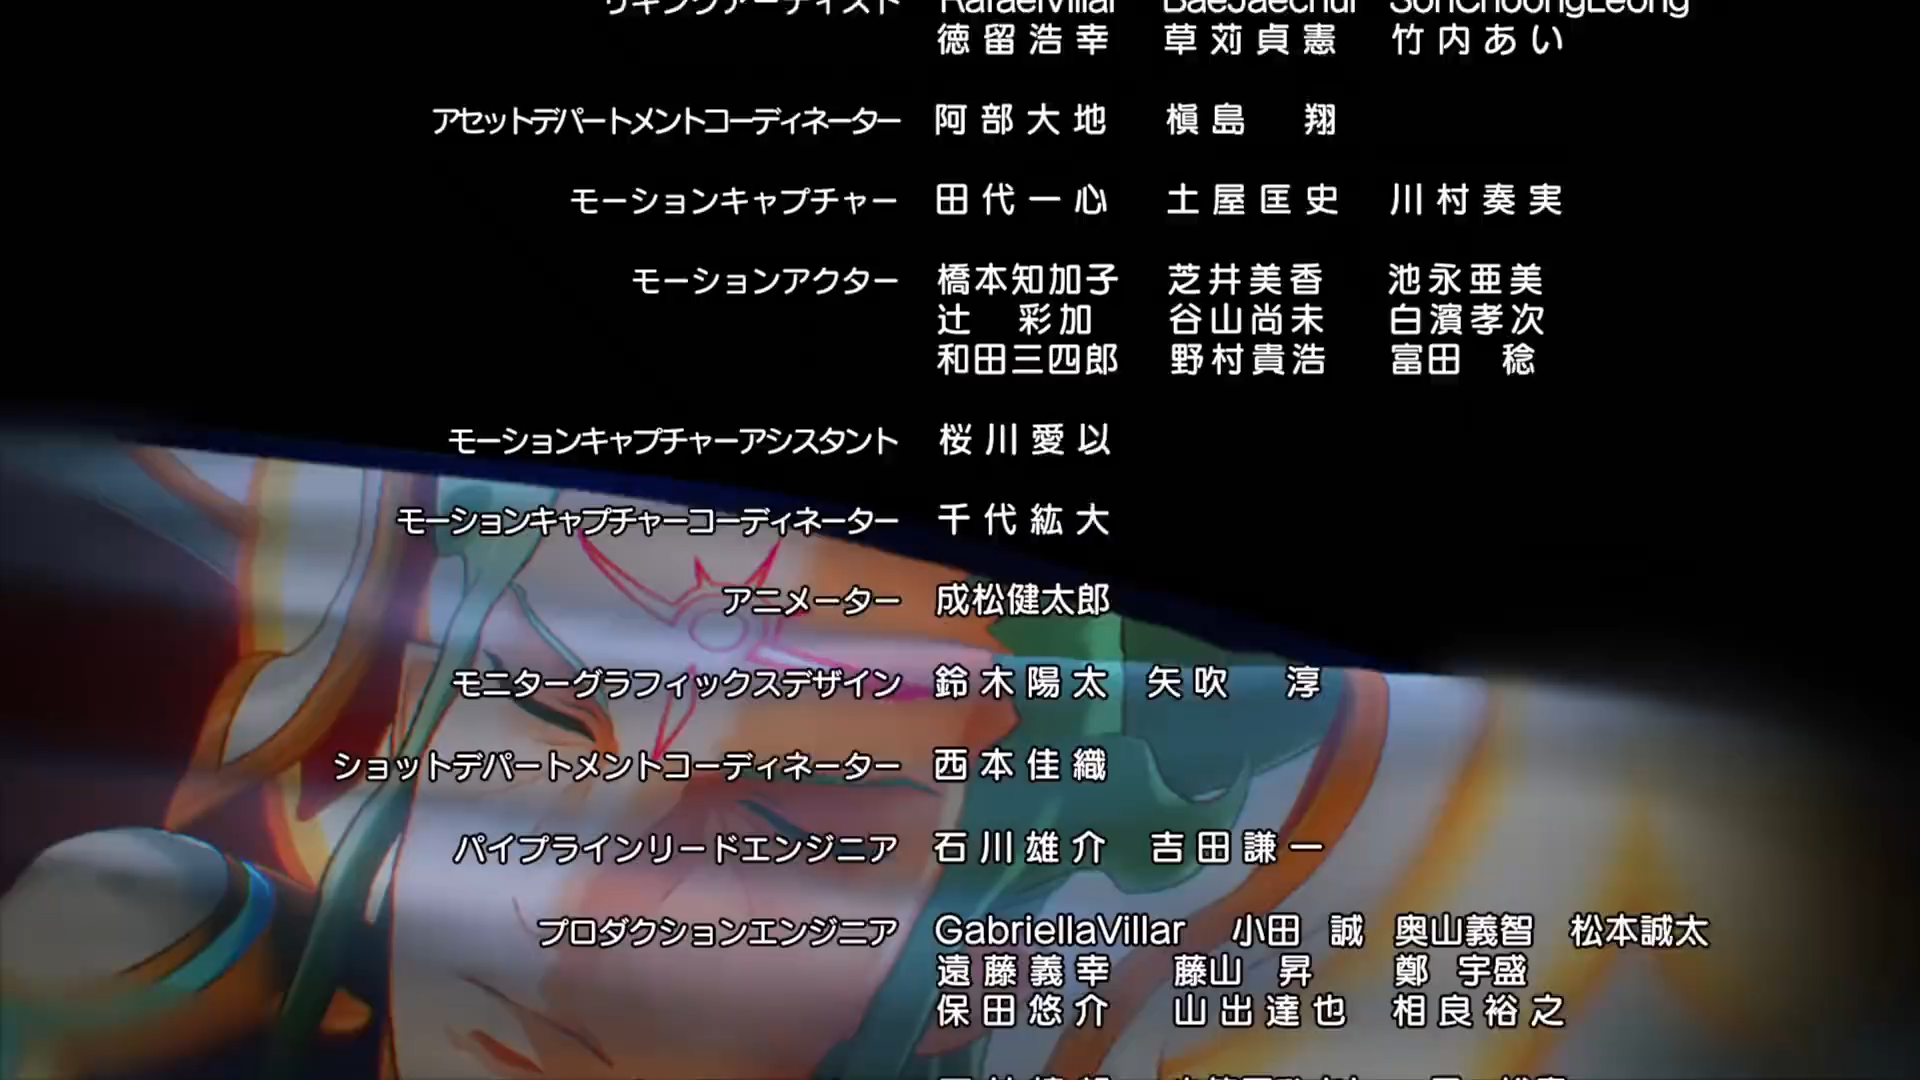 リギングアーティスト RafaelVillar BaeJaechul SohChoongLeong
徳留浩幸 草苅貞憲 竹内あい
アセットデパートメントコーディネーター 阿部大地 槇島 翔
モーションキャプチャー 田代一心 土屋匡史 川村奏実
モーションアクター 橋本知加子 芝井美香 池永亜美
辻 彩加 谷山尚未 白濱孝次
和田三四郎 野村貴浩 富田 稔
モーションキャプチャーアシスタント 桜川愛以
モーションキャプチャーコーディネーター 千代紘大
アニメーター 成松健太郎
モニターグラフィックスデザイン 鈴木陽太 矢吹 淳
ショットデパートメントコーディネーター 西本佳織
パイプラインリードエンジニア 石川雄介 吉田謙一
プロダクションエンジニア GabriellaVillar 小田 誠 奥山義智 松本誠太
遠藤義幸 藤山 昇 鄭 宇盛
保田悠介 山出達也 相良裕之